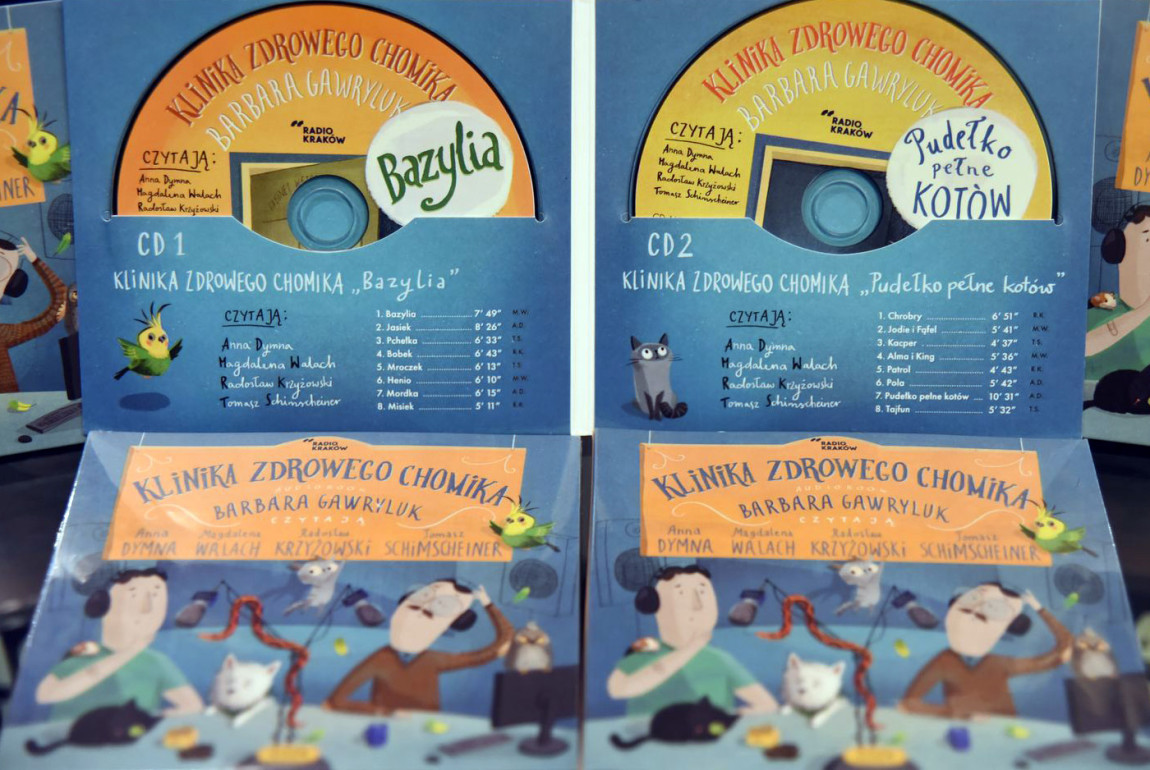 KLINIKA ZDROWEGO CHOMIKA
BARBARA GAWRYLUK
RADIO
KRAKÓW
CZYTAJĄ:
Anna Dymna
Magdalena Walach
Radosław Krzyżowski
Bazylia
CD 1
KLINIKA ZDROWEGO CHOMIKA „Bazylia”
CZYTAJĄ:
Anna Dymna
Magdalena Walach
Radosław Krzyżowski
Tomasz Schimscheiner
1. Bazylia 7’ 49” M.W.
2. Jasiek 8’ 26” A.D.
3. Pchełka 6’ 33” T.S.
4. Bobek 6’ 43” R.K.
5. Mroczek 6’ 13” T.S.
6. Henio 6’ 10” M.W.
7. Mordka 6’ 15” A.D.
8. Misiek 5’ 11” R.K.
KLINIKA ZDROWEGO CHOMIKA
BARBARA GAWRYLUK
RADIO
KRAKÓW
CZYTAJĄ:
Anna Dymna
Magdalena Walach
Radosław Krzyżowski
Tomasz Schimscheiner
Pudełko
pełne
KOTÓW
CD 2
KLINIKA ZDROWEGO CHOMIKA „Pudełko pełne kotów”
CZYTAJĄ:
Anna Dymna
Magdalena Walach
Radosław Krzyżowski
Tomasz Schimscheiner
1. Chrobry 6’ 51” R.K.
2. Jodie i Fąfel 5’ 41” M.W.
3. Kacper 4’ 37” T.S.
4. Alma i King 5’ 36” M.W.
5. Patrol 4’ 43” R.K.
6. Pola 5’ 42” A.D.
7. Pudełko pełne kotów 10’ 31” A.D.
8. Tajfun 5’ 32” T.S.
RADIO
KRAKÓW
KLINIKA ZDROWEGO CHOMIKA
AUDIOBOOK
BARBARA GAWRYLUK
CZYTAJĄ
Anna DYMNA
Magdalena WALACH
Radosław KRZYŻOWSKI
Tomasz SCHIMSCHEINER
RADIO
KRAKÓW
KLINIKA ZDROWEGO CHOMIKA
AUDIOBOOK
BARBARA GAWRYLUK
CZYTAJĄ
Anna DYMNA
Magdalena WALACH
Radosław KRZYŻOWSKI
Tomasz SCHIMSCHEINER